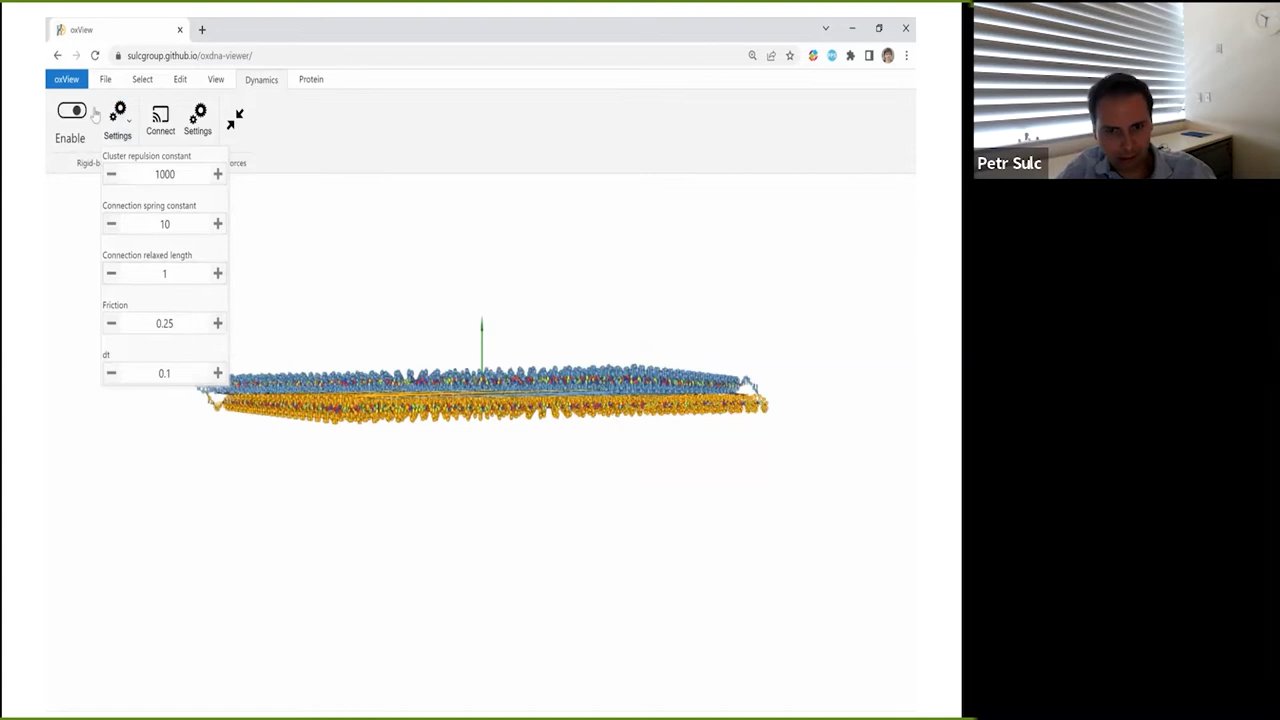 oxView
sulcgroup.github.io/oxdna-viewer/
oxView File Select Edit View Dynamics Protein
Enable Settings Connect Settings
Cluster repulsion constant
1000
Connection spring constant
10
Connection relaxed length
1
Friction
0.25
dt
0.1
Petr Sulc